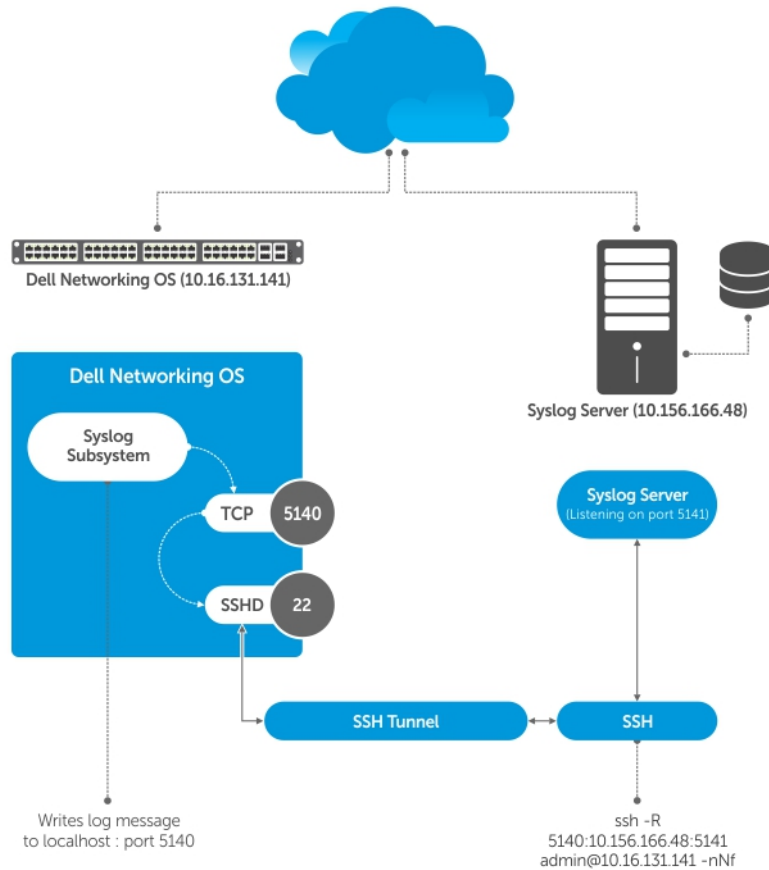 Dell Networking OS (10.16.131.141)
Syslog Server (10.156.166.48)
Dell Networking OS
Syslog
Subsystem
TCP
5140
SSHD
22
Syslog Server
(Listening on port 5141)
SSH Tunnel
SSH
Writes log message
to localhost : port 5140
ssh -R
5140:10.156.166.48:5141
admin@10.16.131.141 -nNf